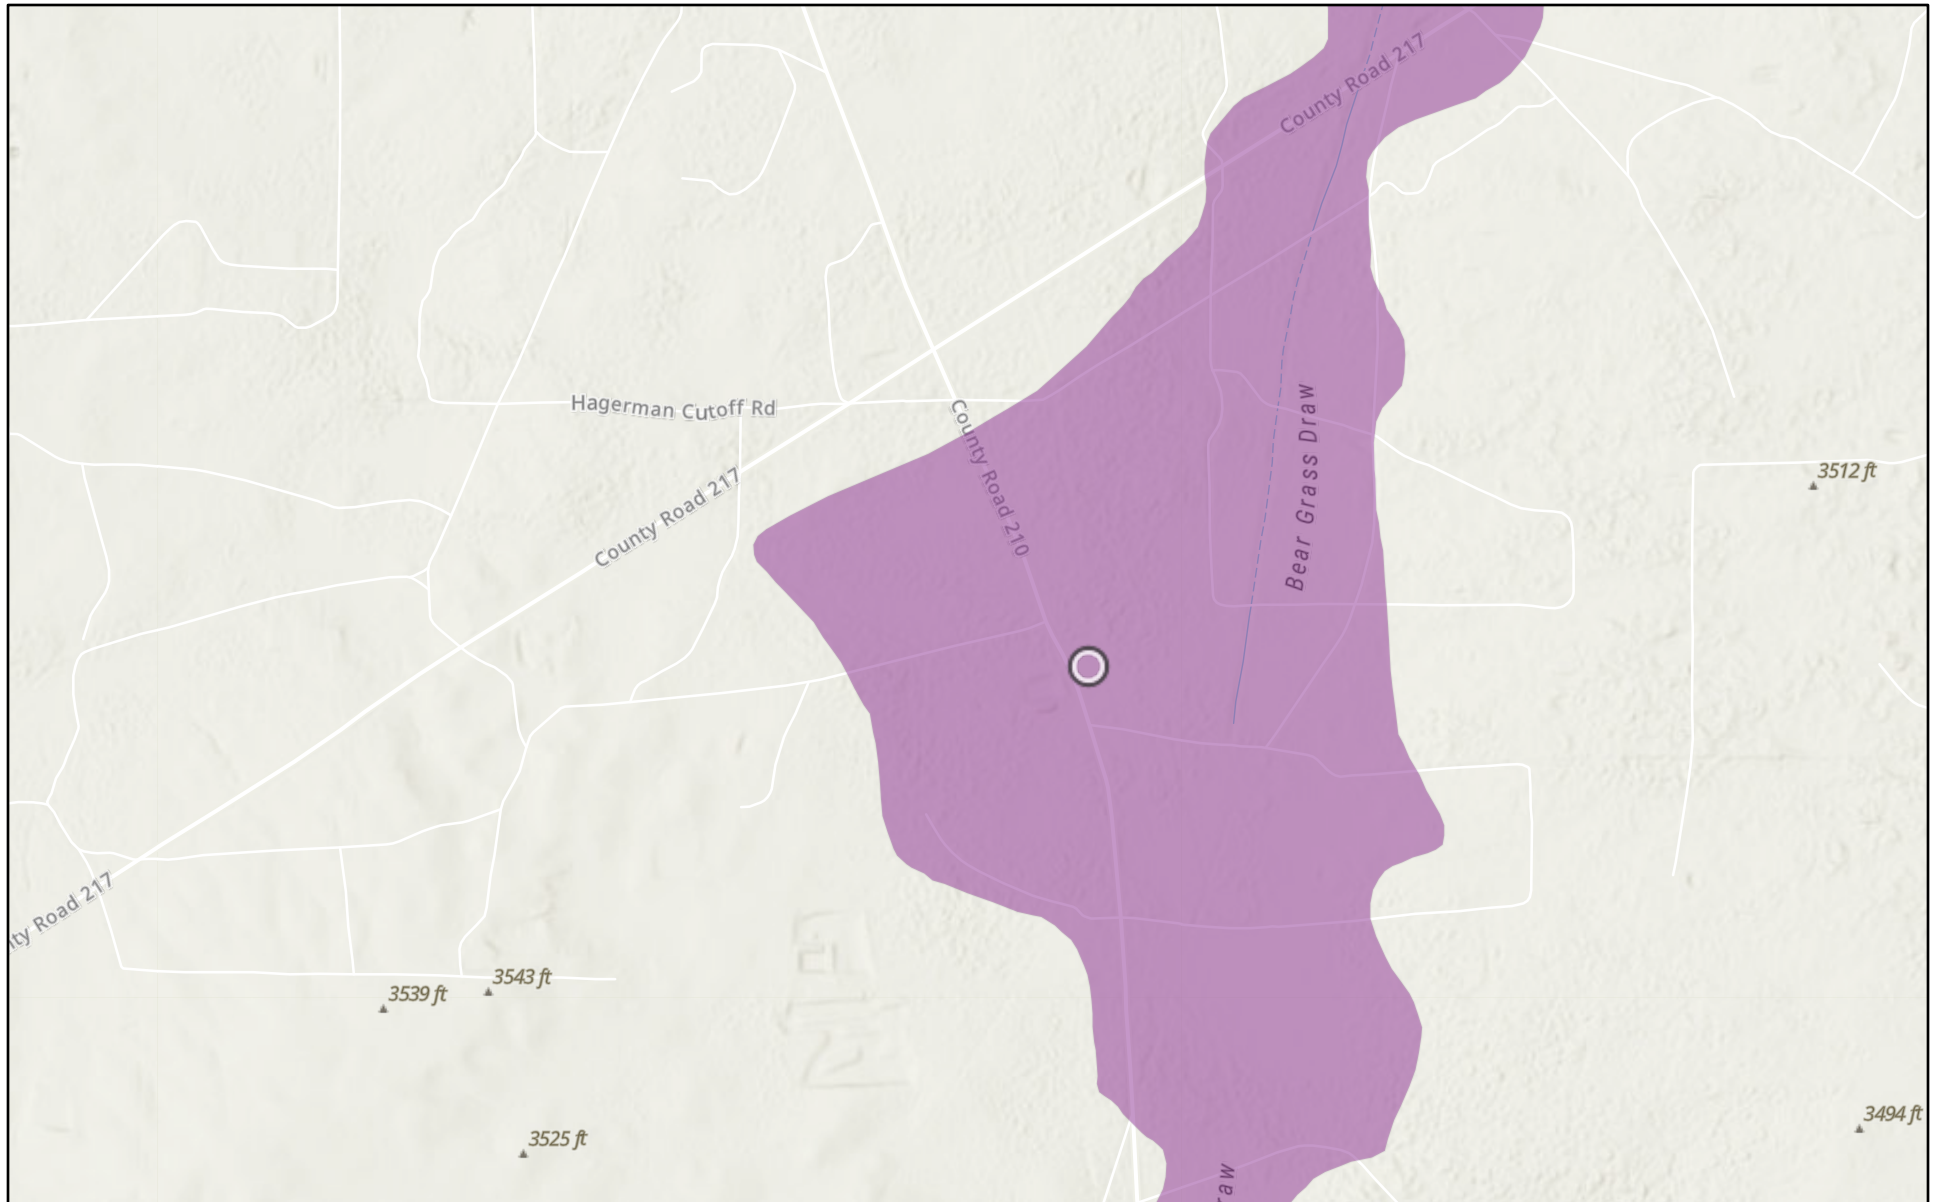 County Road 217
Hagerman Cutoff Rd
County Road 210
Bear Grass Draw
3512 ft
County Road 217
ty Road 217
3543 ft
3539 ft
3494 ft
3525 ft
raw